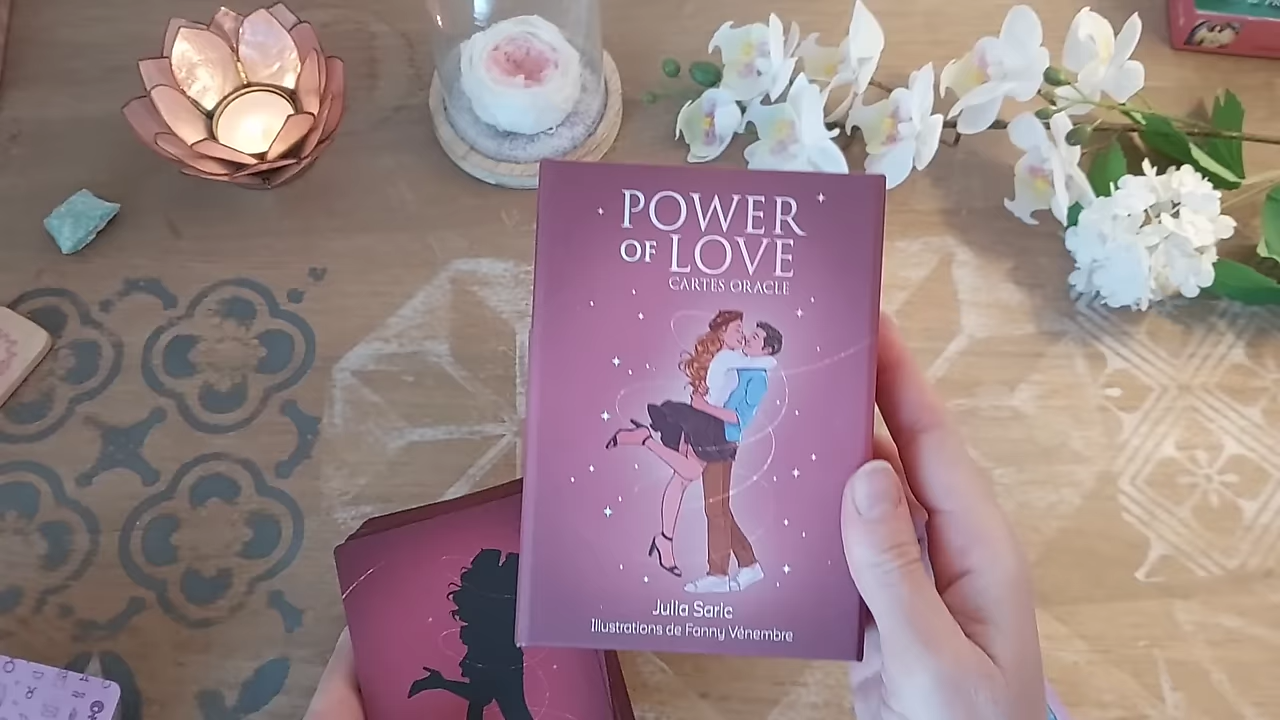 POWER
OF LOVE
CARTES ORACLE
Julia Saric
Illustrations de Fanny Vénembre